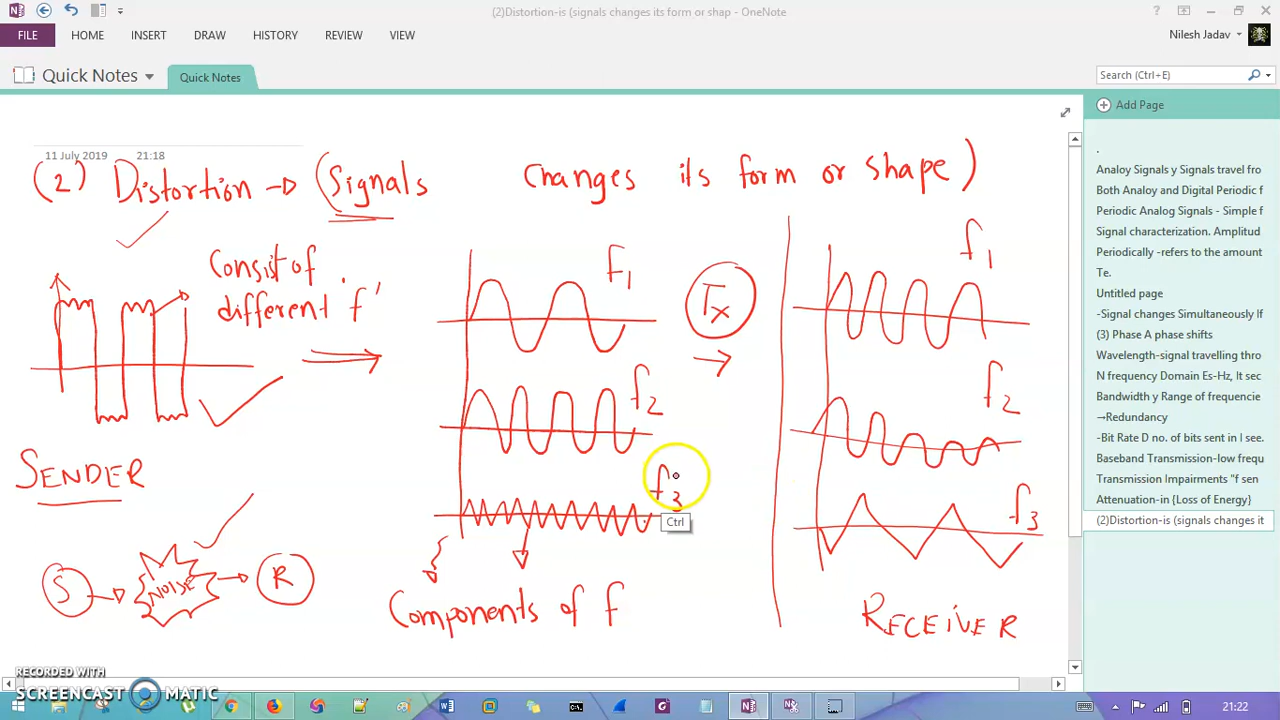 (2)Distortion-is (signals changes its form or shap - OneNote
FILE HOME INSERT DRAW HISTORY REVIEW VIEW
Nilesh Jadav
Quick Notes
Quick Notes
Search (Ctrl+E)
Add Page
11 July 2019 21:18
(2) Distortion → (Signals changes its form or shape)
Consist of
different 'f'
F1
Tx
f1
f2
f2
SENDER
f3
f3
Ctrl
S
NOISE
R
Components of f
RECEIVER
.
Analoy Signals y Signals travel fro
Both Analoy and Digital Periodic f
Periodic Analog Signals - Simple f
Signal characterization. Amplitud
Periodically -refers to the amount
Te.
Untitled page
-Signal changes Simultaneously If
(3) Phase A phase shifts
Wavelength-signal travelling thro
N frequency Domain Es-Hz, It sec
Bandwidth y Range of frequencie
→Redundancy
-Bit Rate D no. of bits sent in I see.
Baseband Transmission-low frequ
Transmission Impairments "f sen
Attenuation-in {Loss of Energy}
(2)Distortion-is (signals changes it
RECORDED WITH
SCREENCAST MATIC
21:22